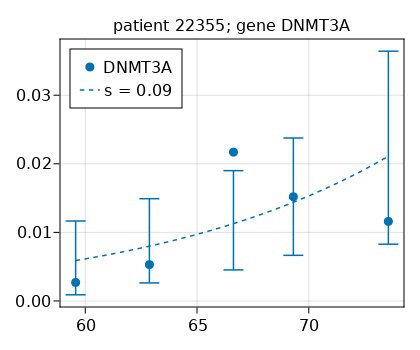 patient 22355; gene DNMT3A
DNMT3A
s = 0.09
0.03
0.02
0.01
0.00
60 65 70